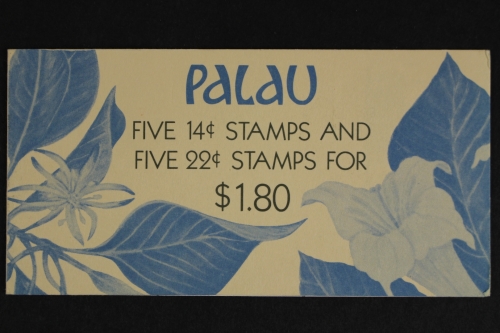 PALAU
FIVE 14¢ STAMPS AND
FIVE 22¢ STAMPS FOR
$1.80